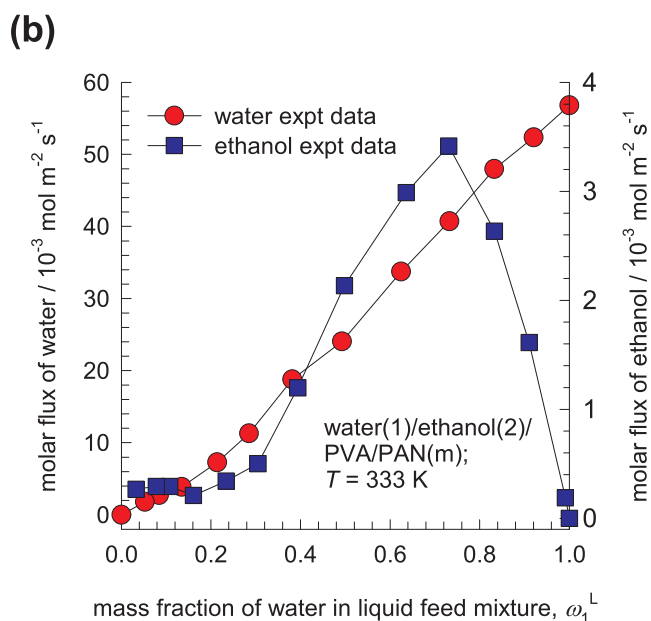 (b)
60
50
40
30
20
10
0
4
3
2
1
0
0.0 0.2 0.4 0.6 0.8 1.0
water expt data
ethanol expt data
water(1)/ethanol(2)/
PVA/PAN(m);
T = 333 K
molar flux of water / 10⁻³ mol m⁻² s⁻¹
molar flux of ethanol / 10⁻³ mol m⁻² s⁻¹
mass fraction of water in liquid feed mixture, ω₁ᴸ